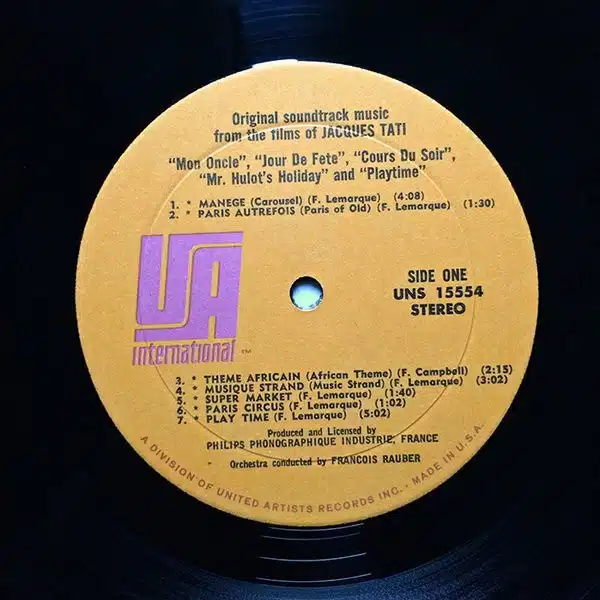 Original soundtrack music
from the films of JACQUES TATI
"Mon Oncle", "Jour De Fete", "Cours Du Soir",
"Mr. Hulot's Holiday" and "Playtime"
1. * MANEGE (Carousel) (F. Lemarque) (4:08)
2. * PARIS AUTREFOIS (Paris of Old) (F. Lemarque) (1:30)
UA
international ™
SIDE ONE
UNS 15554
STEREO
3. * THEME AFRICAIN (African Theme) (F. Campbell) (2:15)
4. * MUSIQUE STRAND (Music Strand) (F. Lemarque) (3:02)
5. * SUPER MARKET (F. Lemarque) (1:40)
6. * PARIS CIRCUS (F. Lemarque) (1:02)
7. * PLAY TIME (F. Lemarque) (5:02)
Produced and Licensed by
PHILIPS PHONOGRAPHIQUE INDUSTRIE, FRANCE
Orchestra conducted by FRANCOIS RAUBER
A DIVISION OF UNITED ARTISTS RECORDS INC. • MADE IN U.S.A.